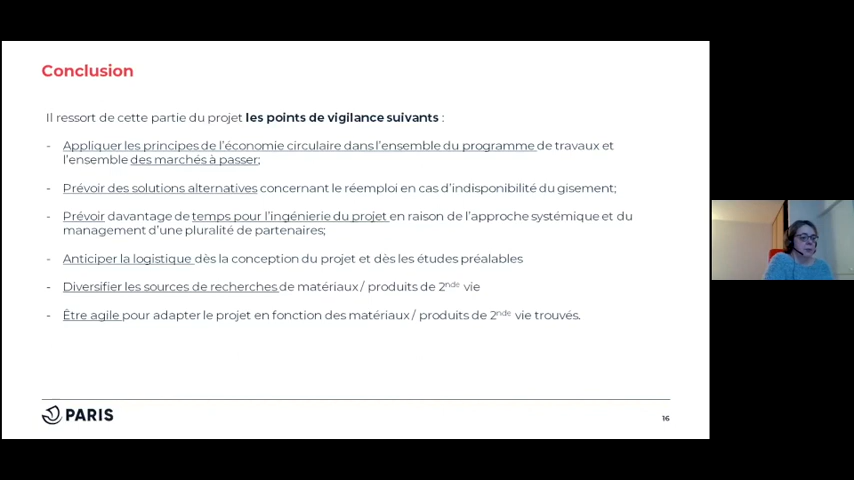 Conclusion
Il ressort de cette partie du projet les points de vigilance suivants :
- Appliquer les principes de l'économie circulaire dans l'ensemble du programme de travaux et
l'ensemble des marchés à passer;
- Prévoir des solutions alternatives concernant le réemploi en cas d'indisponibilité du gisement;
- Prévoir davantage de temps pour l'ingénierie du projet en raison de l'approche systémique et du
management d'une pluralité de partenaires;
- Anticiper la logistique dès la conception du projet et dès les études préalables
- Diversifier les sources de recherches de matériaux / produits de 2nde vie
- Être agile pour adapter le projet en fonction des matériaux / produits de 2nde vie trouvés.
PARIS
16